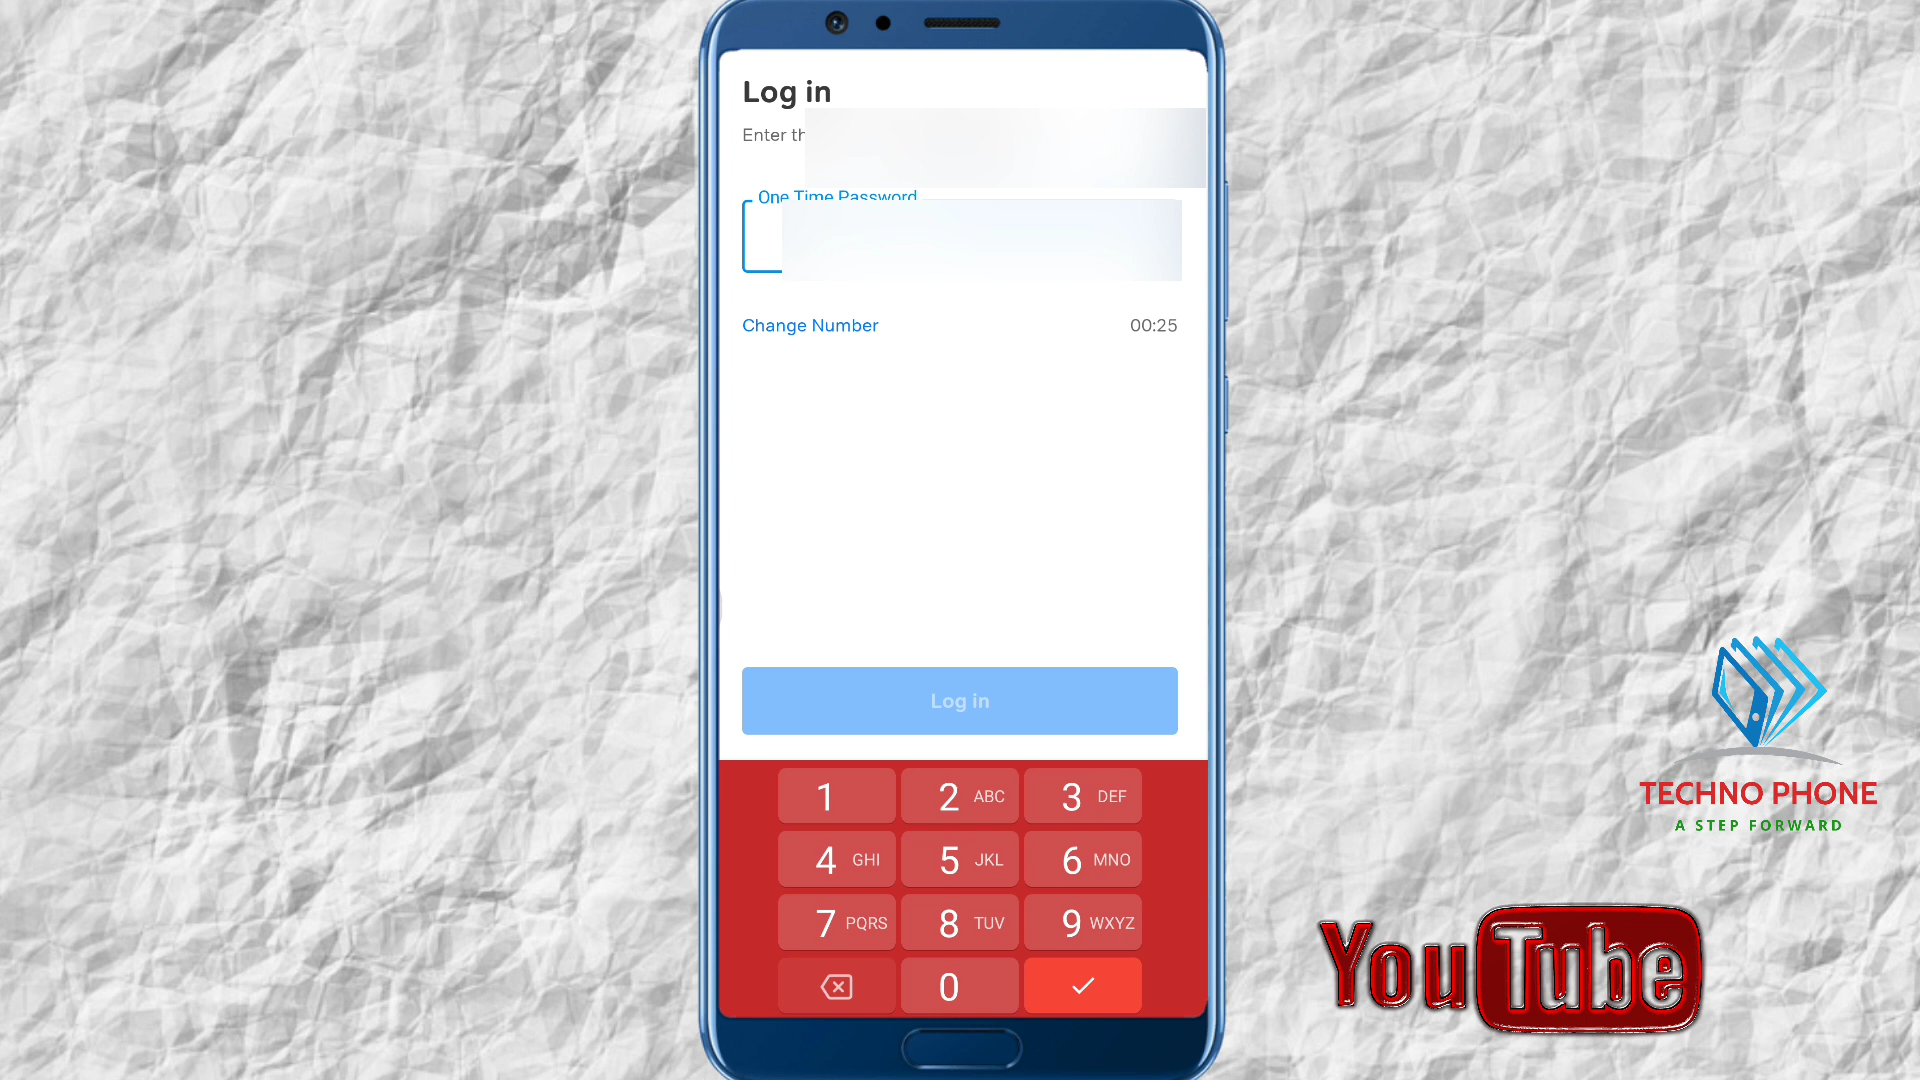 Log in
Enter th
One Time Password
Change Number
00:25
Log in
1
2 ABC
3 DEF
4 GHI
5 JKL
6 MNO
7 PQRS
8 TUV
9 WXYZ
0
TECHNO PHONE
A STEP FORWARD
YouTube